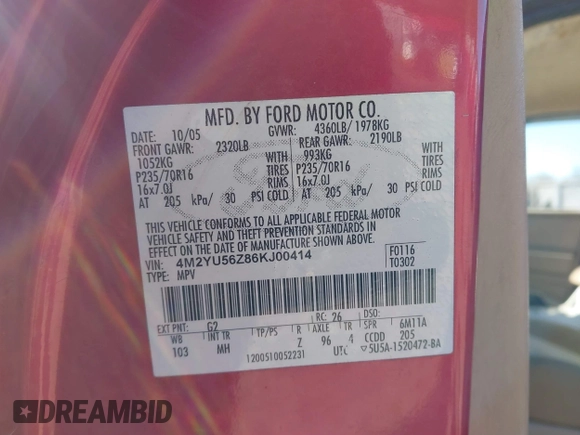 MFD. BY FORD MOTOR CO.
DATE: 10/05 GVWR: 4360LB/ 1978KG
FRONT GAWR: 2320LB REAR GAWR: 2190LB
1052KG WITH 993KG WITH
P235/70R16 P235/70R16
16x7.0J 16x7.0J
AT 205 kPa/ 30 PSI COLD AT 205 kPa/ 30 PSI COLD
THIS VEHICLE CONFORMS TO ALL APPLICABLE FEDERAL MOTOR
VEHICLE SAFETY AND THEFT PREVENTION STANDARDS IN
EFFECT ON THE DATE OF MANUFACTURE SHOWN ABOVE.
VIN: 4M2YU56Z86KJ00414 F0116
TYPE: MPV T0302
EXT PNT: G2 RC: 26 DSO:
WB INT TR TP/PS R AXLE TR SPR 6M11A
103 MH Z 96 4 CCDD 205
1200510052231 UTC 5U5A-1520472-BA
DREAMBID